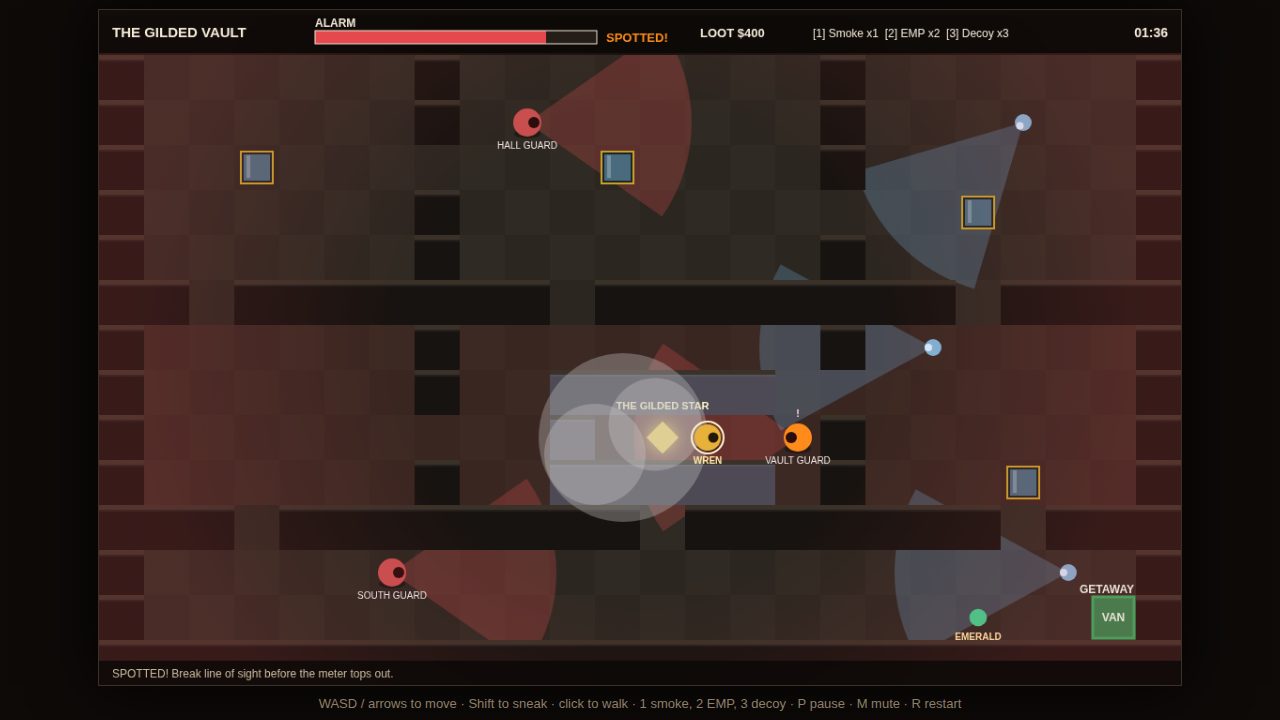 THE GILDED VAULT
ALARM
SPOTTED!
LOOT $400
[1] Smoke x1 [2] EMP x2 [3] Decoy x3
01:36
HALL GUARD
THE GILDED STAR
!
WREN
VAULT GUARD
SOUTH GUARD
GETAWAY
VAN
EMERALD
SPOTTED! Break line of sight before the meter tops out.
WASD / arrows to move · Shift to sneak · click to walk · 1 smoke, 2 EMP, 3 decoy · P pause · M mute · R restart